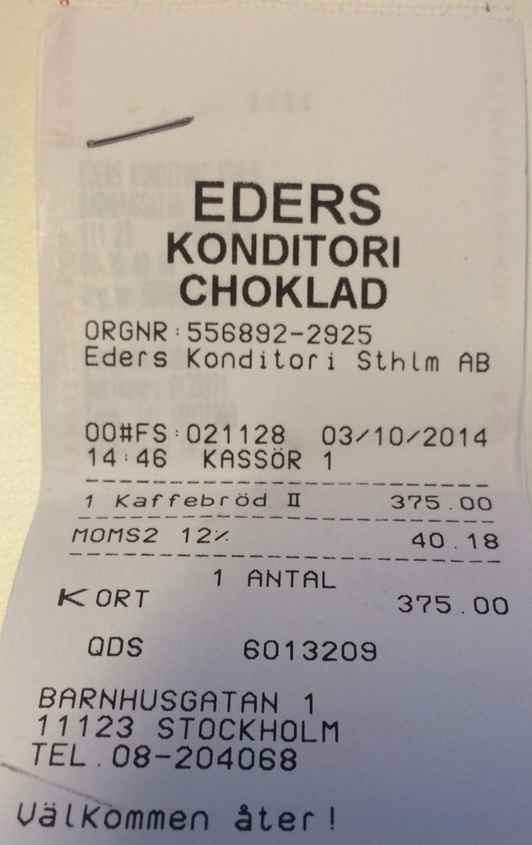 EDERS
KONDITORI
CHOKLAD
ORGNR:556892-2925
Eders Konditori Sthlm AB
00#FS:021128 03/10/2014
14:46 KASSÖR 1
1 Kaffebröd II 375.00
MOMS2 12% 40.18
1 ANTAL
KORT 375.00
QDS 6013209
BARNHUSGATAN 1
11123 STOCKHOLM
TEL.08-204068
Välkommen åter!